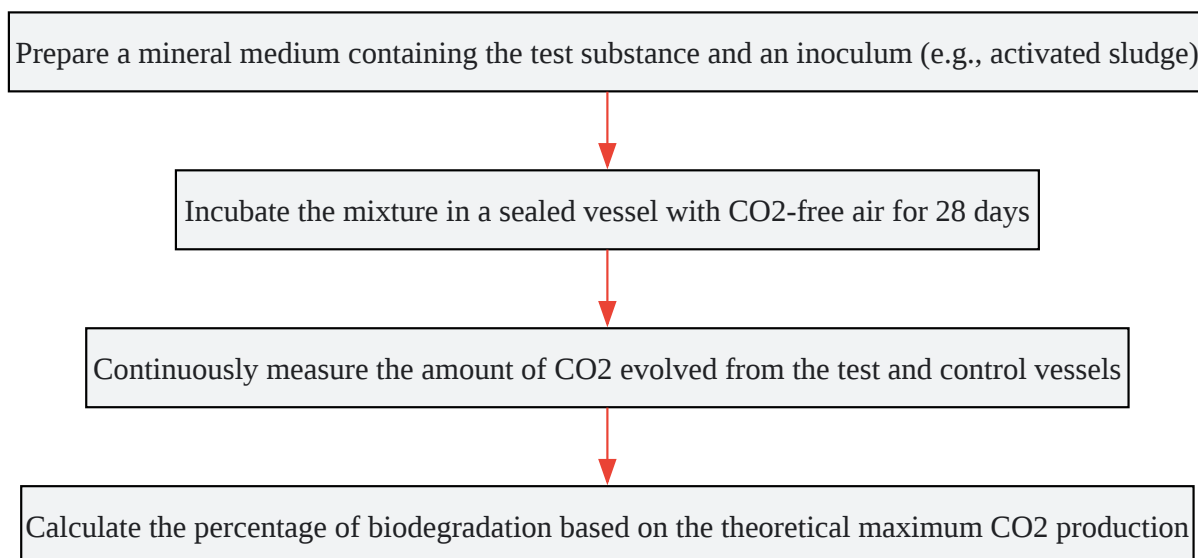 Prepare a mineral medium containing the test substance and an inoculum (e.g., activated sludge)
Incubate the mixture in a sealed vessel with CO2-free air for 28 days
Continuously measure the amount of CO2 evolved from the test and control vessels
Calculate the percentage of biodegradation based on the theoretical maximum CO2 production